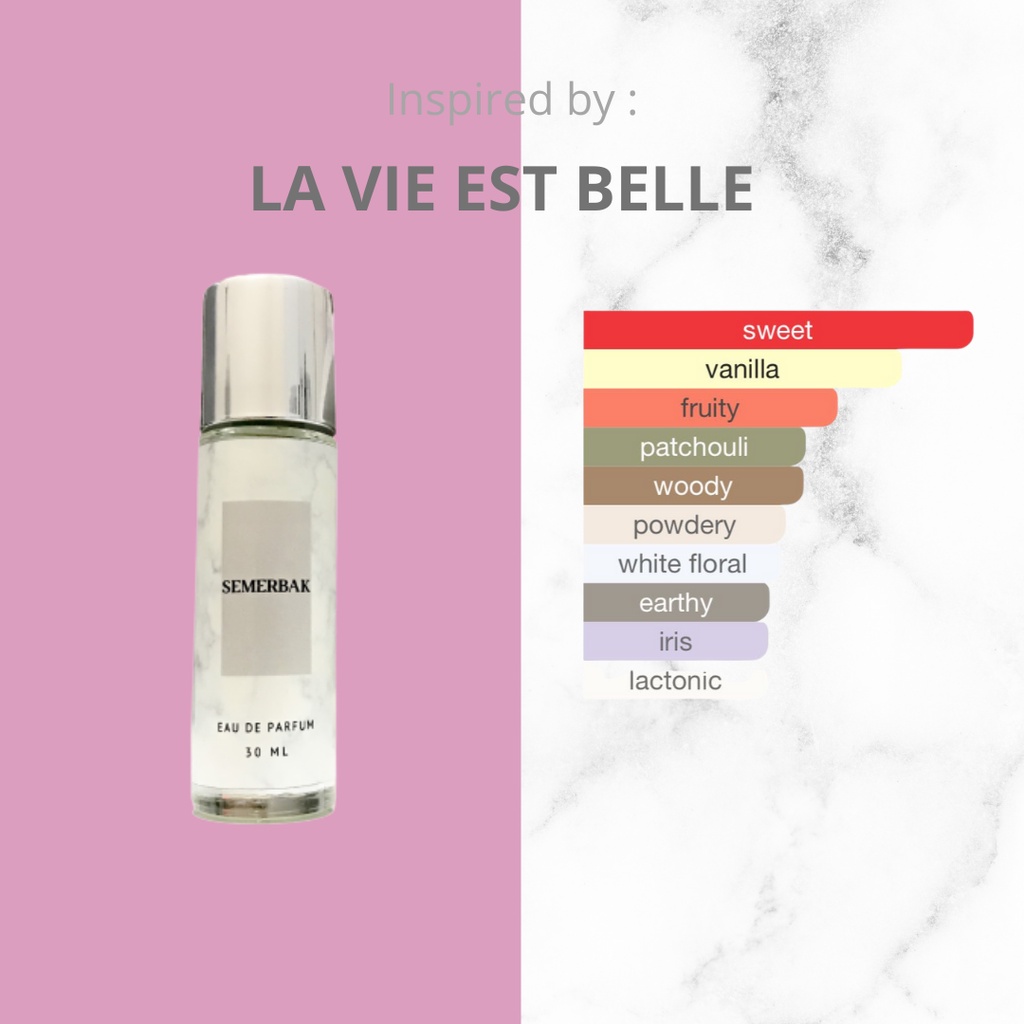 Inspired by :
LA VIE EST BELLE
SEMERBAK
EAU DE PARFUM
30 ML
sweet
vanilla
fruity
patchouli
woody
powdery
white floral
earthy
iris
lactonic